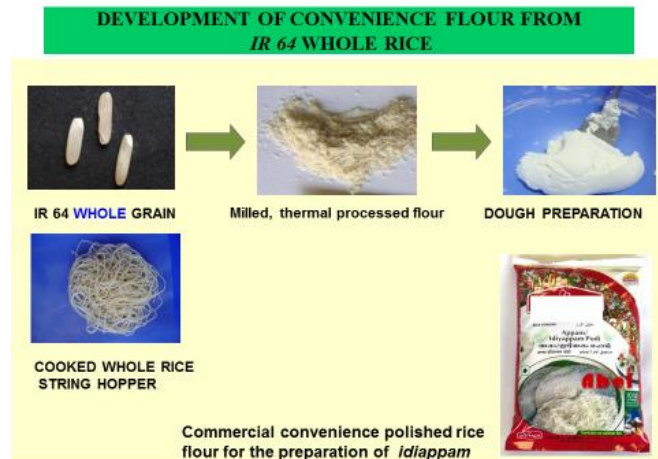 DEVELOPMENT OF CONVENIENCE FLOUR FROM
IR 64 WHOLE RICE
IR 64 WHOLE GRAIN
Milled, thermal processed flour
DOUGH PREPARATION
COOKED WHOLE RICE
STRING HOPPER
Appam/
Idiyappam Podi
Commercial convenience polished rice
flour for the preparation of idiappam